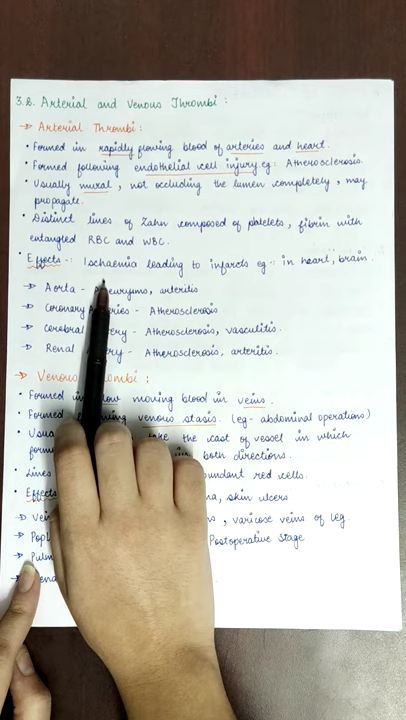 3.2. Arterial and Venous Thrombi :
→ Arterial Thrombi :
• Formed in rapidly flowing blood of arteries and heart.
• Formed following endothelial cell injury eg: Atherosclerosis.
• Usually mural, not occluding the lumen completely, may
propagate.
• Distinct lines of Zahn composed of platelets, fibrin with
entangled RBC and WBC.
• Effects -: Ischaemia leading to infarcts eg -: in heart, brain.
→ Aorta - arteritis
→ Coronary - Atherosclerosis
→ Cerebral - Atherosclerosis, vasculitis.
→ Renal - Atherosclerosis, arteritis.
→ Venous :
• Formed in slow moving blood in veins.
• Formed venous stasis. (eg - abdominal operations)
• take the cast of vessel in which
both directions.
• Lines red cells.
• Effects skin ulcers
→ , varicose veins of leg
→ Postoperative stage
→
→